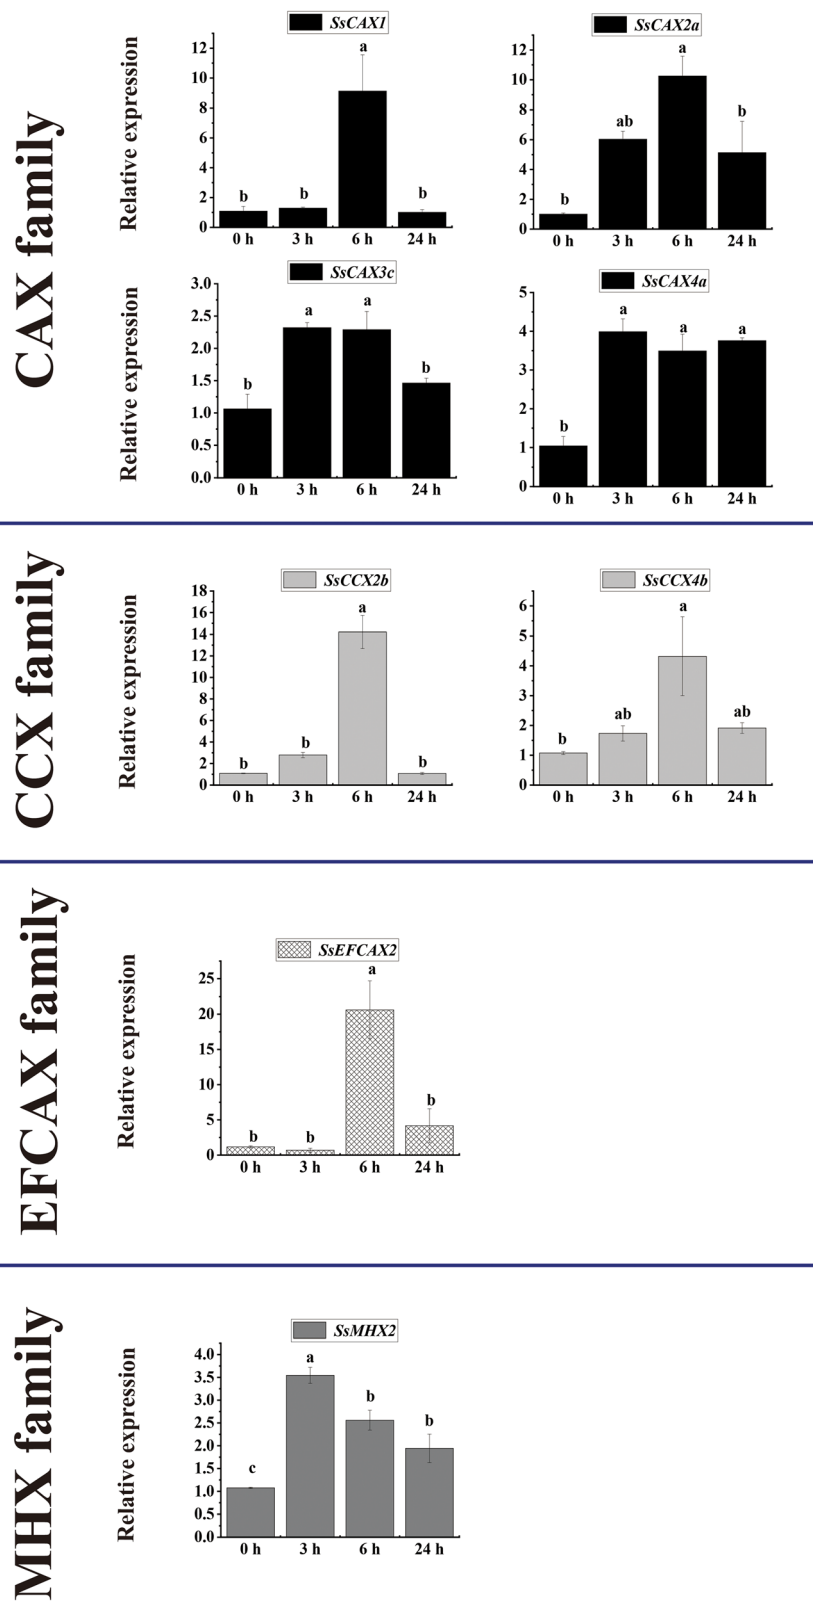 CAX family
SsCAX1
Relative expression
12
10
8
6
4
2
0
b
b
a
b
0 h 3 h 6 h 24 h
SsCAX2a
12
10
8
6
4
2
0
b
ab
a
b
0 h 3 h 6 h 24 h
SsCAX3c
Relative expression
3.0
2.5
2.0
1.5
1.0
0.5
0.0
b
a
a
b
0 h 3 h 6 h 24 h
SsCAX4a
5
4
3
2
1
0
b
a
a
a
0 h 3 h 6 h 24 h
CCX family
SsCCX2b
Relative expression
18
16
14
12
10
8
6
4
2
0
b
b
a
b
0 h 3 h 6 h 24 h
SsCCX4b
6
5
4
3
2
1
0
b
ab
a
ab
0 h 3 h 6 h 24 h
EFCAX family
SsEFCAX2
Relative expression
25
20
15
10
5
0
b
b
a
b
0 h 3 h 6 h 24 h
MHX family
SsMHX2
Relative expression
4.0
3.5
3.0
2.5
2.0
1.5
1.0
0.5
0.0
c
a
b
b
0 h 3 h 6 h 24 h